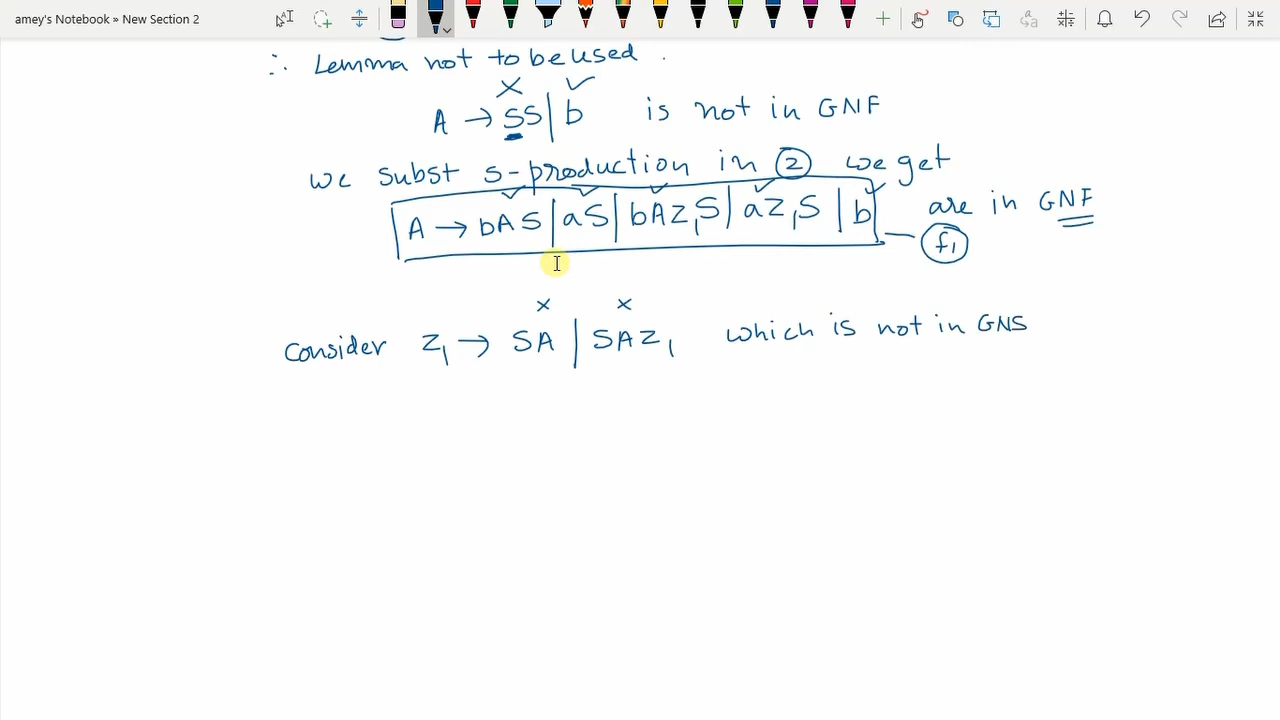 amey's Notebook » New Section 2
∴ Lemma not to be used .
× ✓
A → SS | b is not in GNF
we subst s-production in ② we get
A → bAS | aS | bAZ₁S | aZ₁S | b are in GNF
— f₁
× ×
consider Z₁ → SA | SAZ₁ which is not in GNS